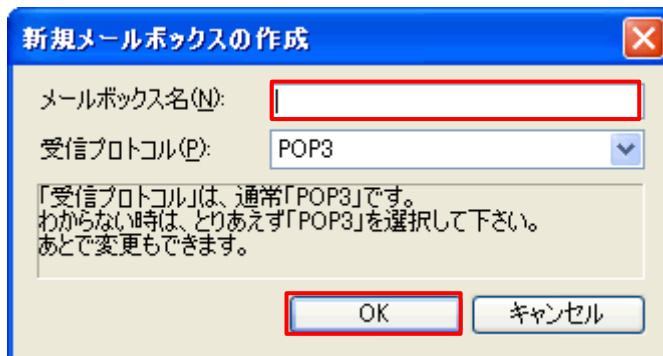 新規メールボックスの作成
メールボックス名(N):
受信プロトコル(P): POP3
「受信プロトコル」は、通常「POP3」です。
わからない時は、とりあえず「POP3」を選択して下さい。
あとで変更もできます。
OK キャンセル